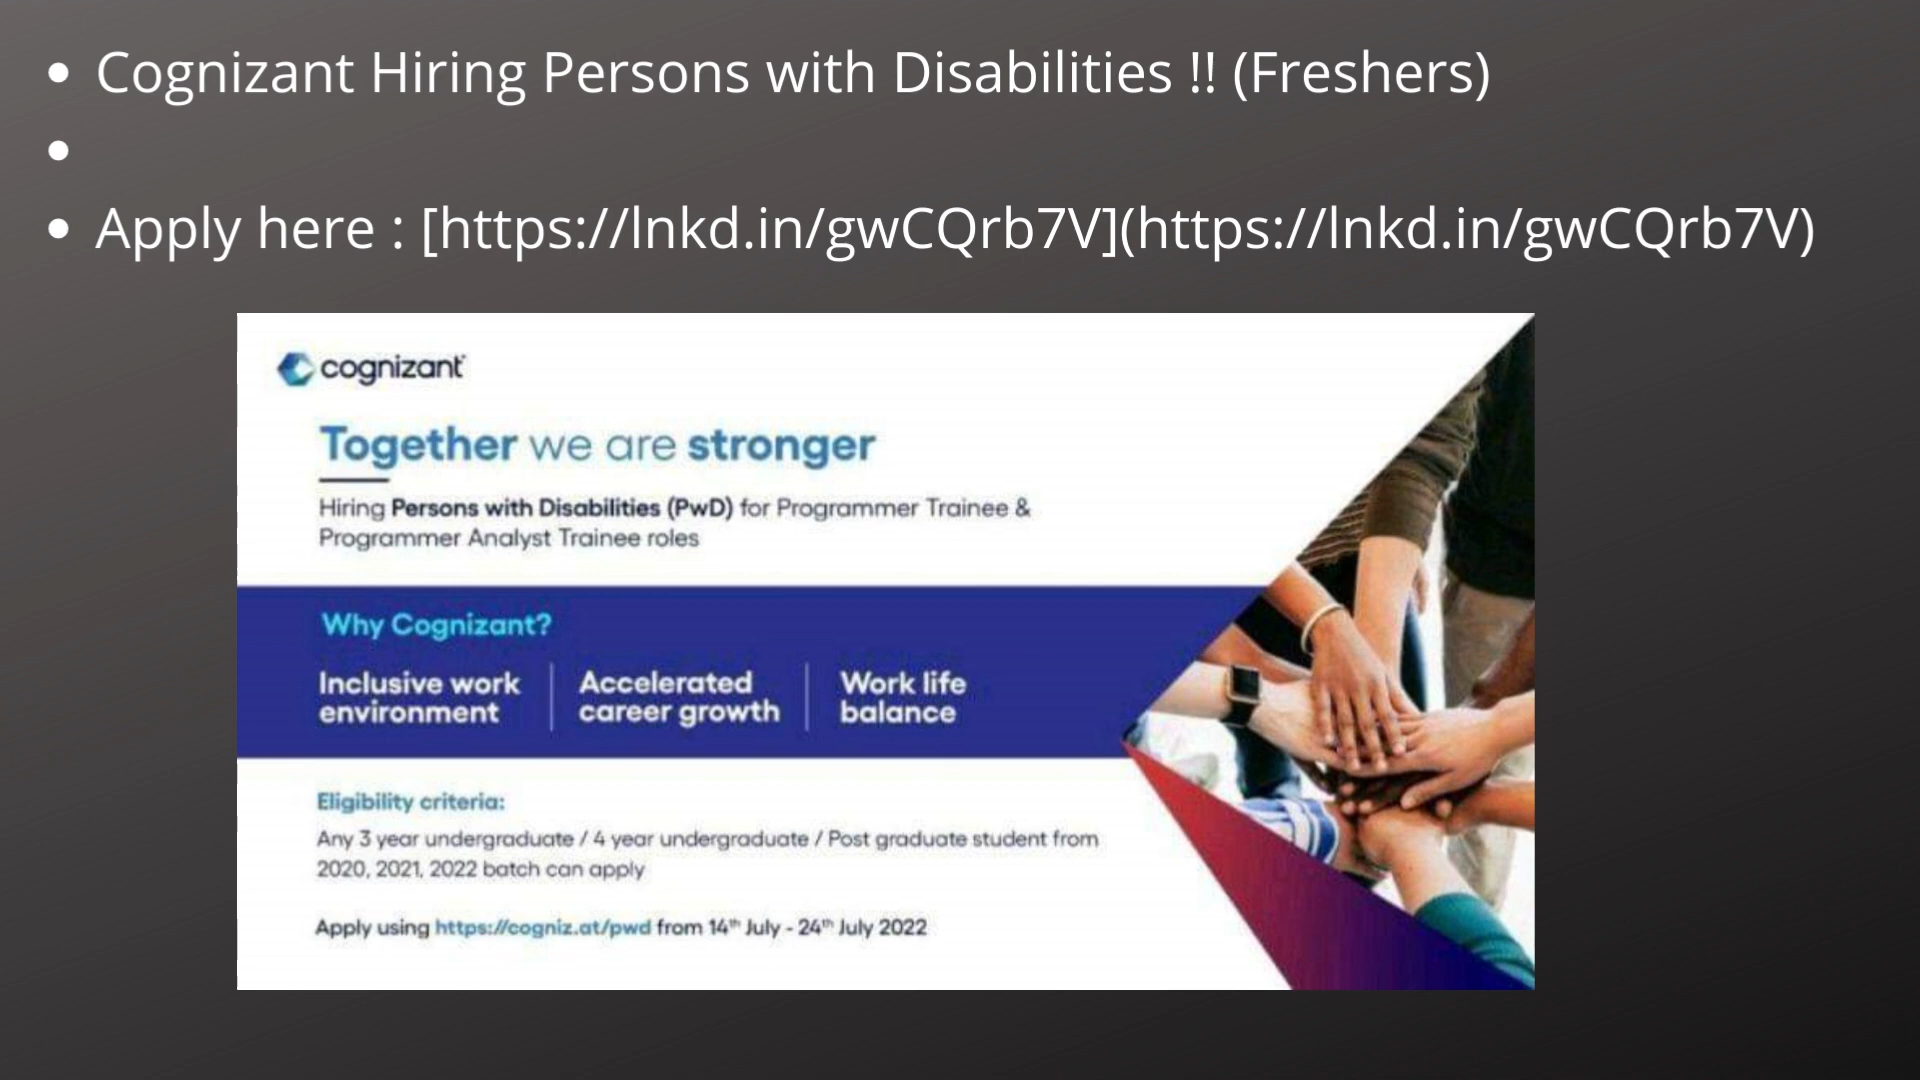 • Cognizant Hiring Persons with Disabilities !! (Freshers)
•
• Apply here : [https://lnkd.in/gwCQrb7V](https://lnkd.in/gwCQrb7V)
cognizant
Together we are stronger
Hiring Persons with Disabilities (PwD) for Programmer Trainee &
Programmer Analyst Trainee roles
Why Cognizant?
Inclusive work
environment
Accelerated
career growth
Work life
balance
Eligibility criteria:
Any 3 year undergraduate / 4 year undergraduate / Post graduate student from
2020, 2021, 2022 batch can apply
Apply using https://cogniz.at/pwd from 14th July - 24th July 2022